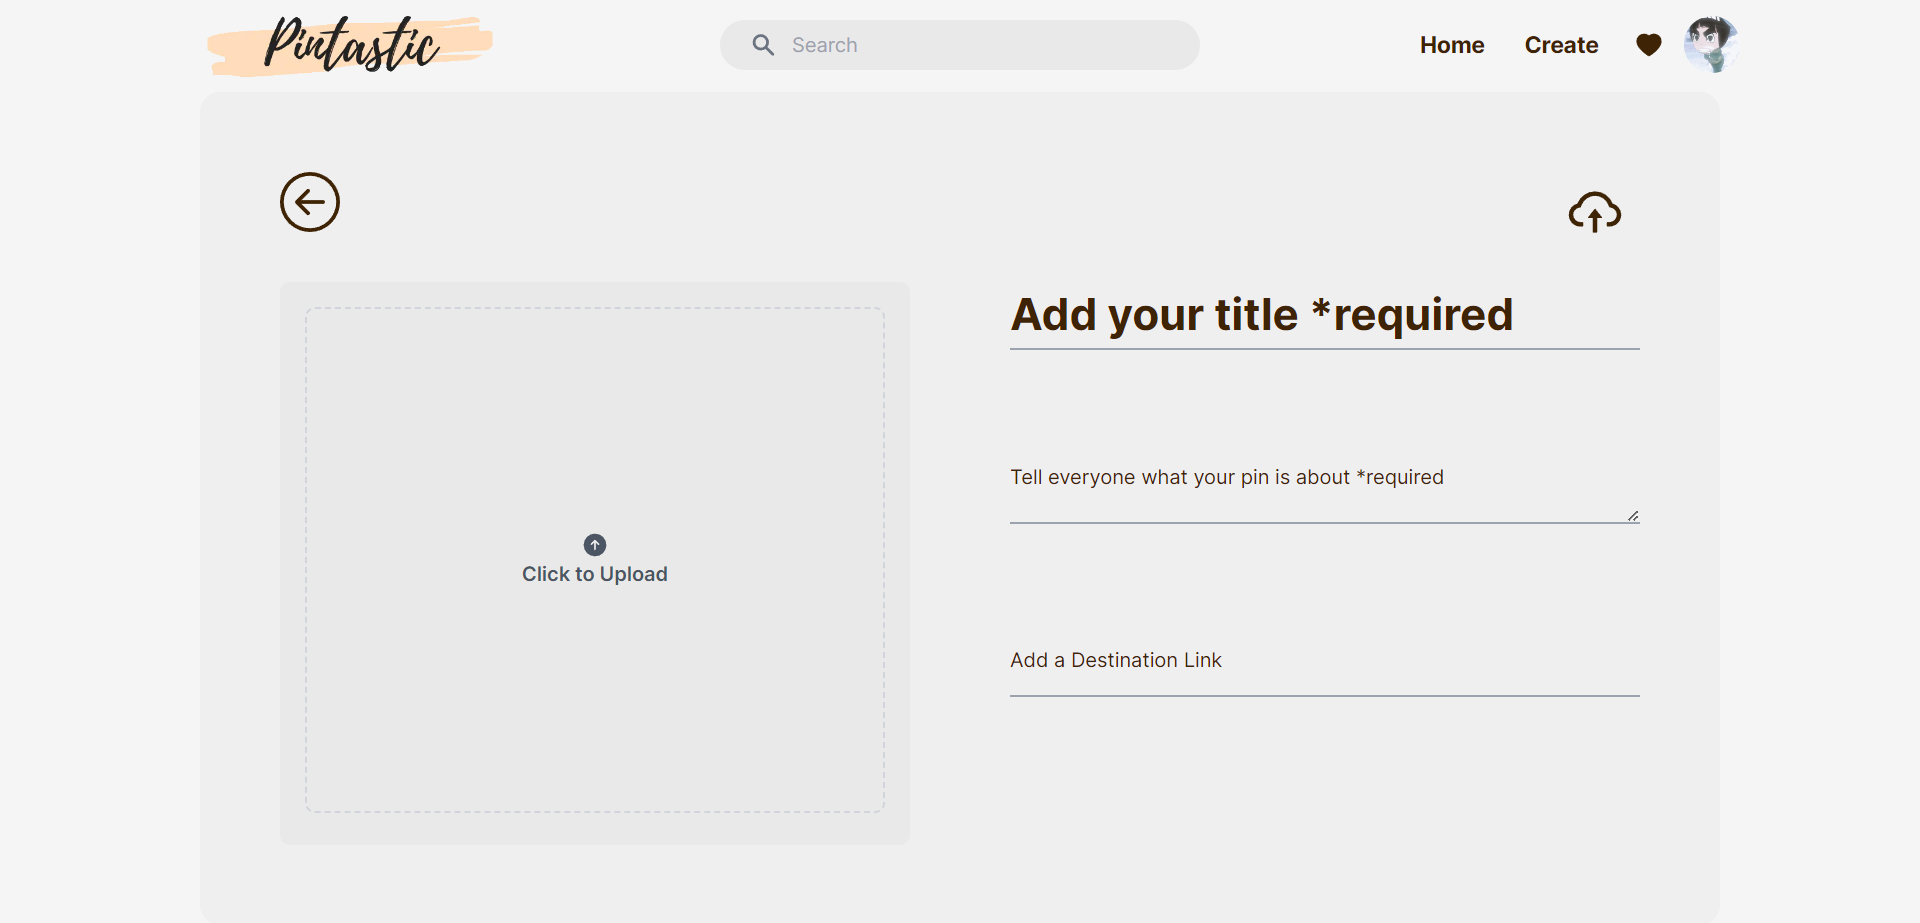 Pintastic
Search
Home
Create
Add your title *required
Tell everyone what your pin is about *required
Click to Upload
Add a Destination Link